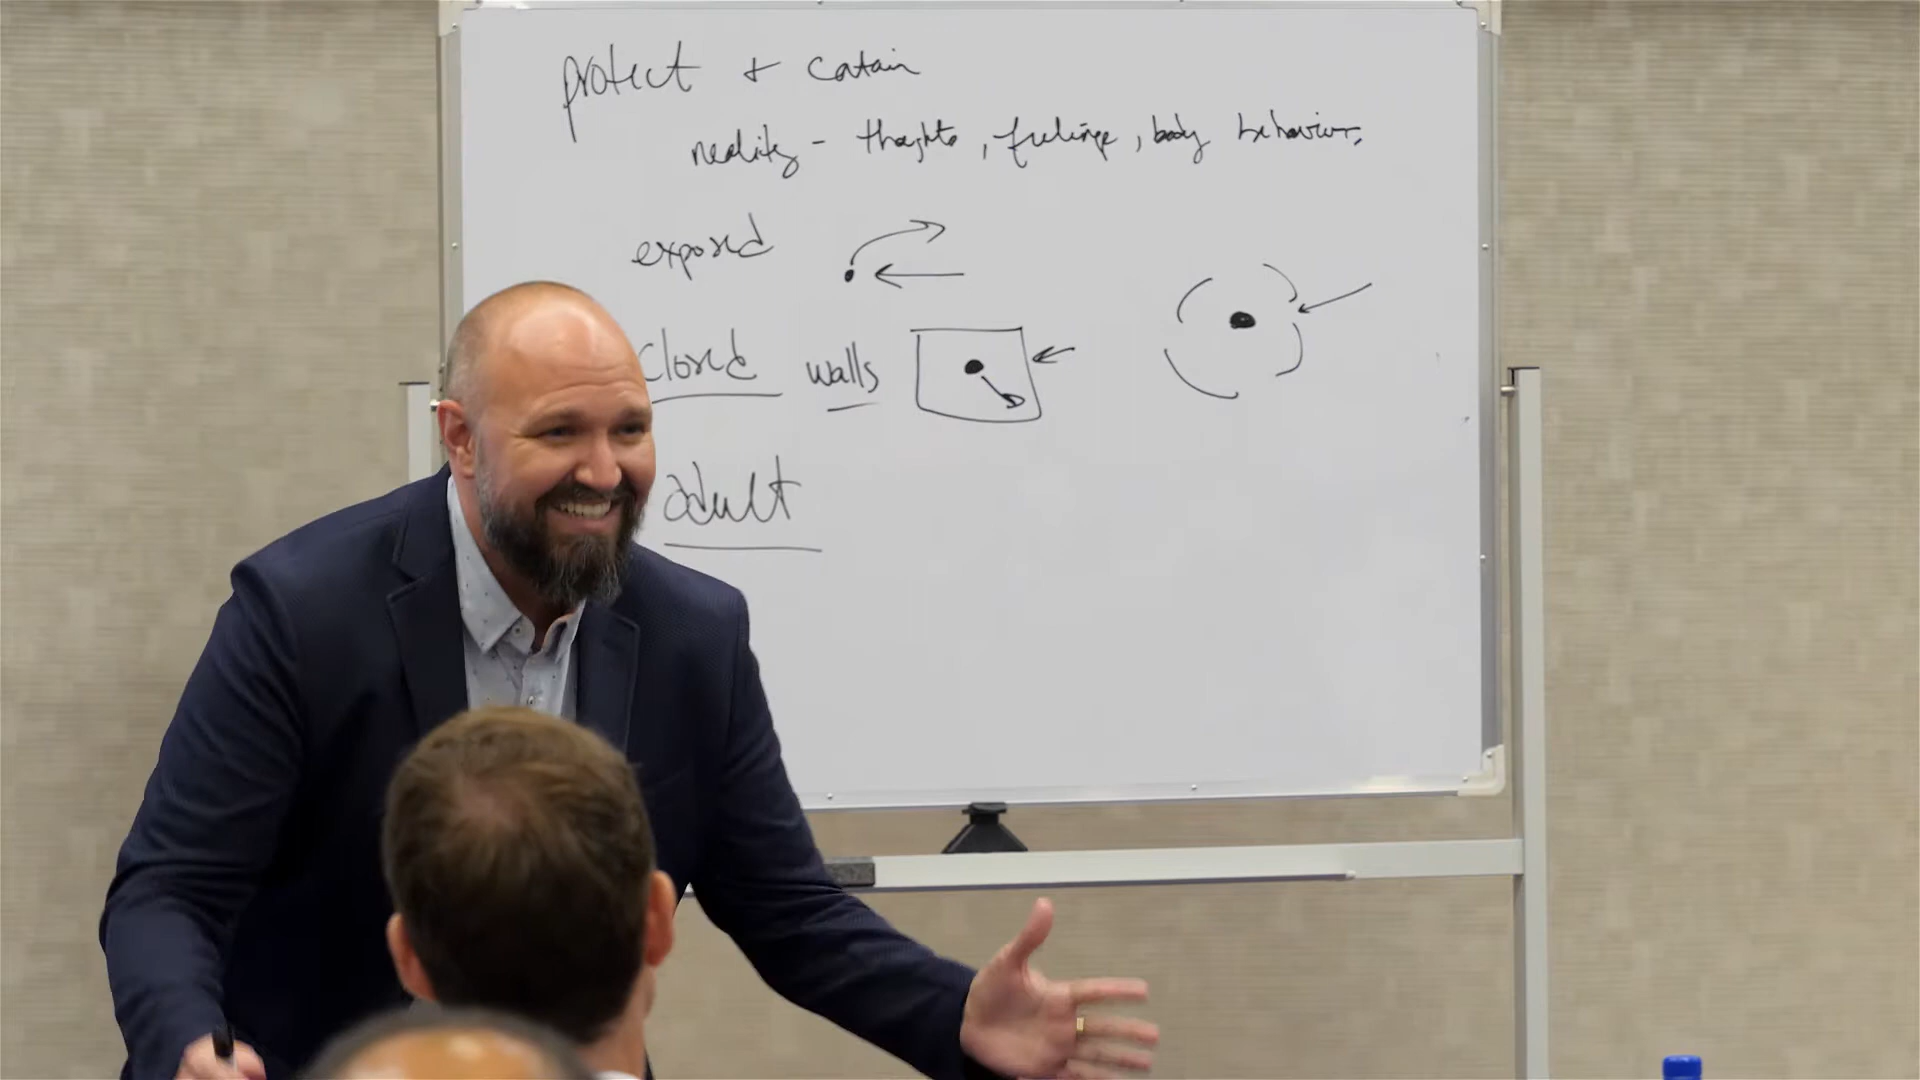 protect + contain
reality - thoughts, feelings, body behaviors
exposed
closed walls
adult